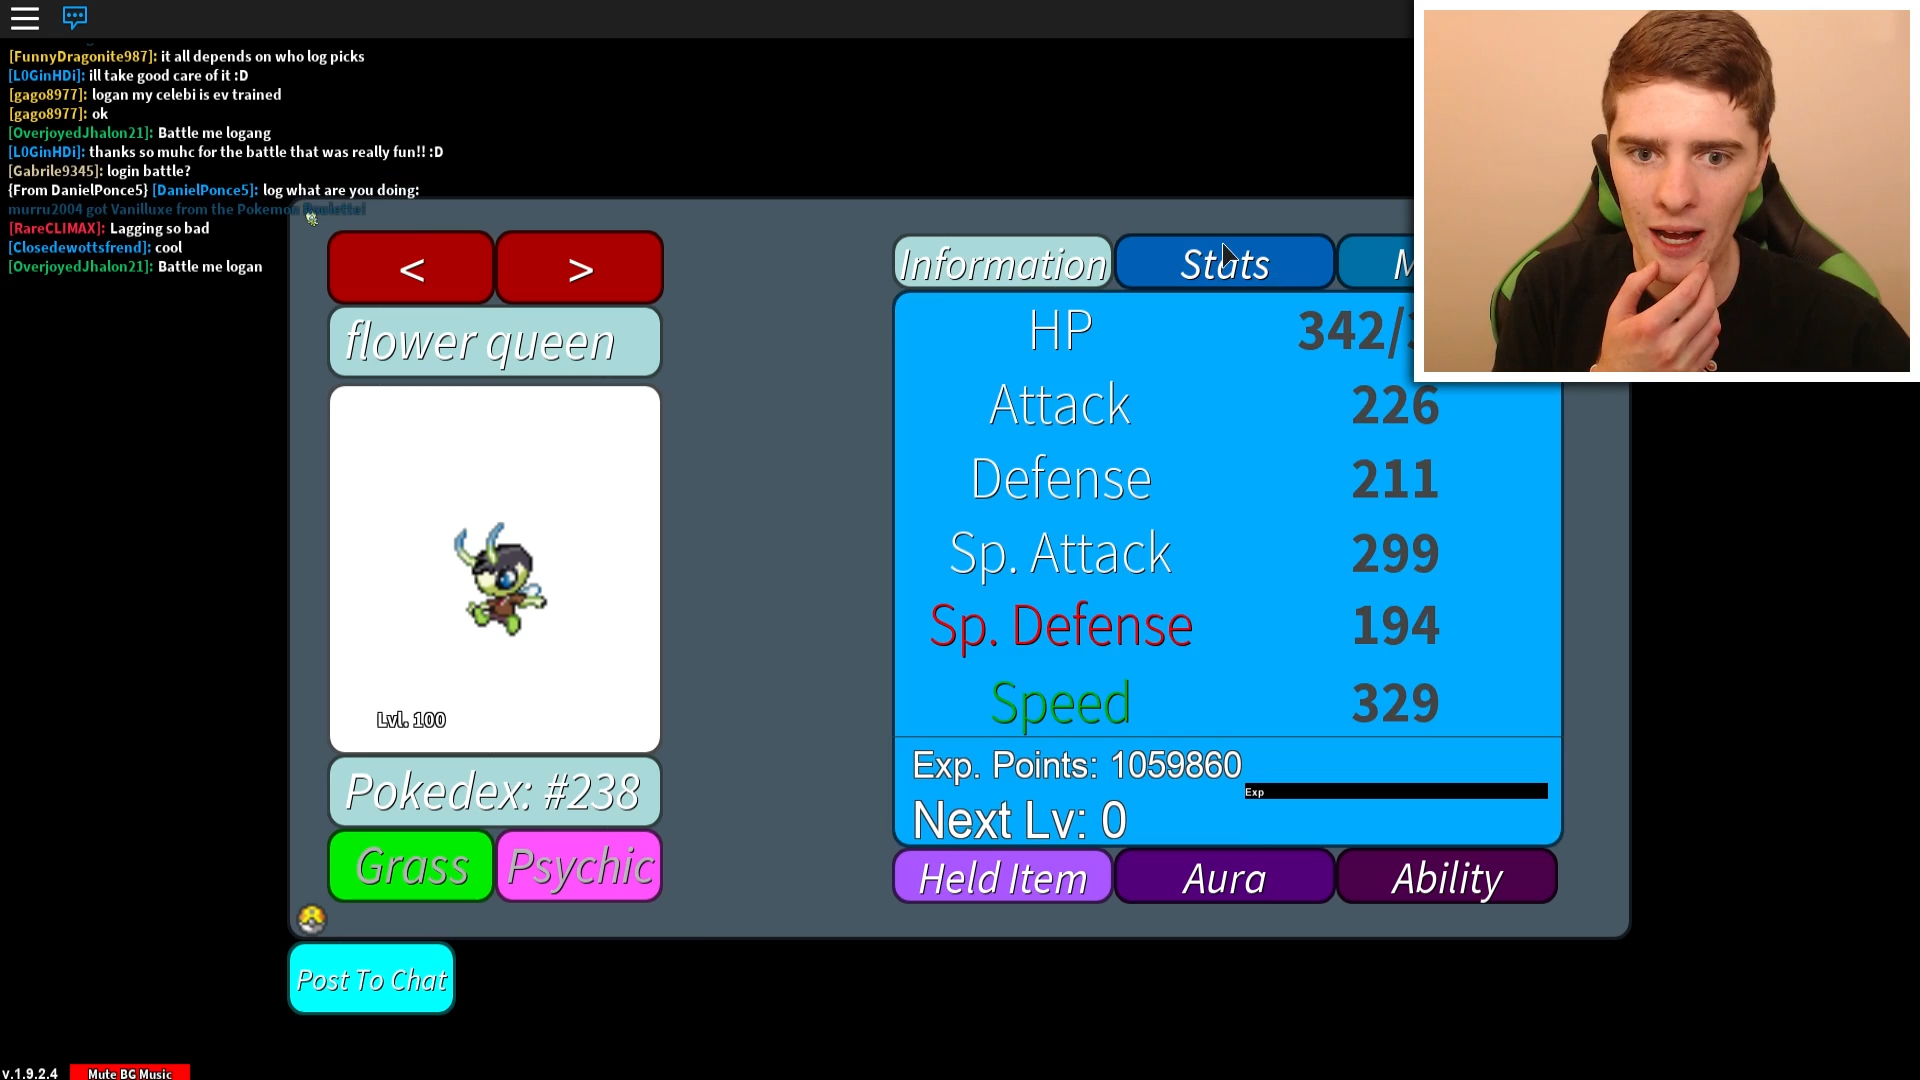 [FunnyDragonite987]: it all depends on who log picks
[L0GinHDi]: ill take good care of it :D
[gago8977]: logan my celebi is ev trained
[gago8977]: ok
[OverjoyedJhalon21]: Battle me logang
[L0GinHDi]: thanks so muhc for the battle that was really fun!! :D
[Gabrile9345]: login battle?
{From DanielPonce5} [DanielPonce5]: log what are you doing:
murru2004 got Vanilluxe from the Pokemon Roulette!
[RareCLIMAX]: Lagging so bad
[Closedewottsfrend]: cool
[OverjoyedJhalon21]: Battle me logan
< >
flower queen
Lvl. 100
Pokedex: #238
Grass Psychic
Post To Chat
Information Stats M
HP 342/
Attack 226
Defense 211
Sp. Attack 299
Sp. Defense 194
Speed 329
Exp. Points: 1059860
Exp
Next Lv: 0
Held Item Aura Ability
v.1.9.2.4 Mute BG Music